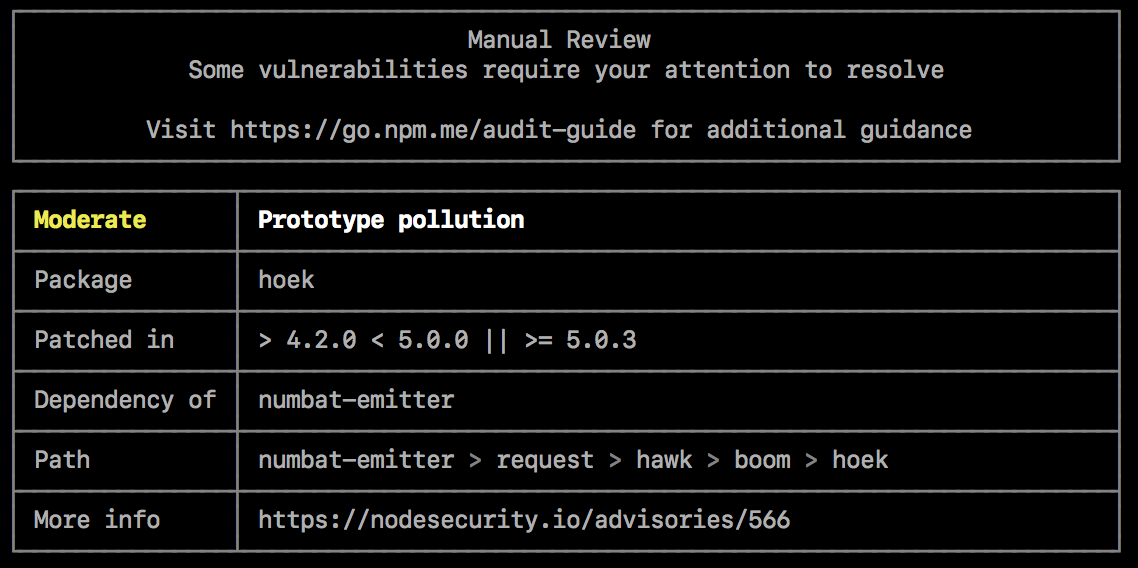 Manual Review
Some vulnerabilities require your attention to resolve
Visit https://go.npm.me/audit-guide for additional guidance
Moderate Prototype pollution
Package hoek
Patched in > 4.2.0 < 5.0.0 || >= 5.0.3
Dependency of numbat-emitter
Path numbat-emitter > request > hawk > boom > hoek
More info https://nodesecurity.io/advisories/566